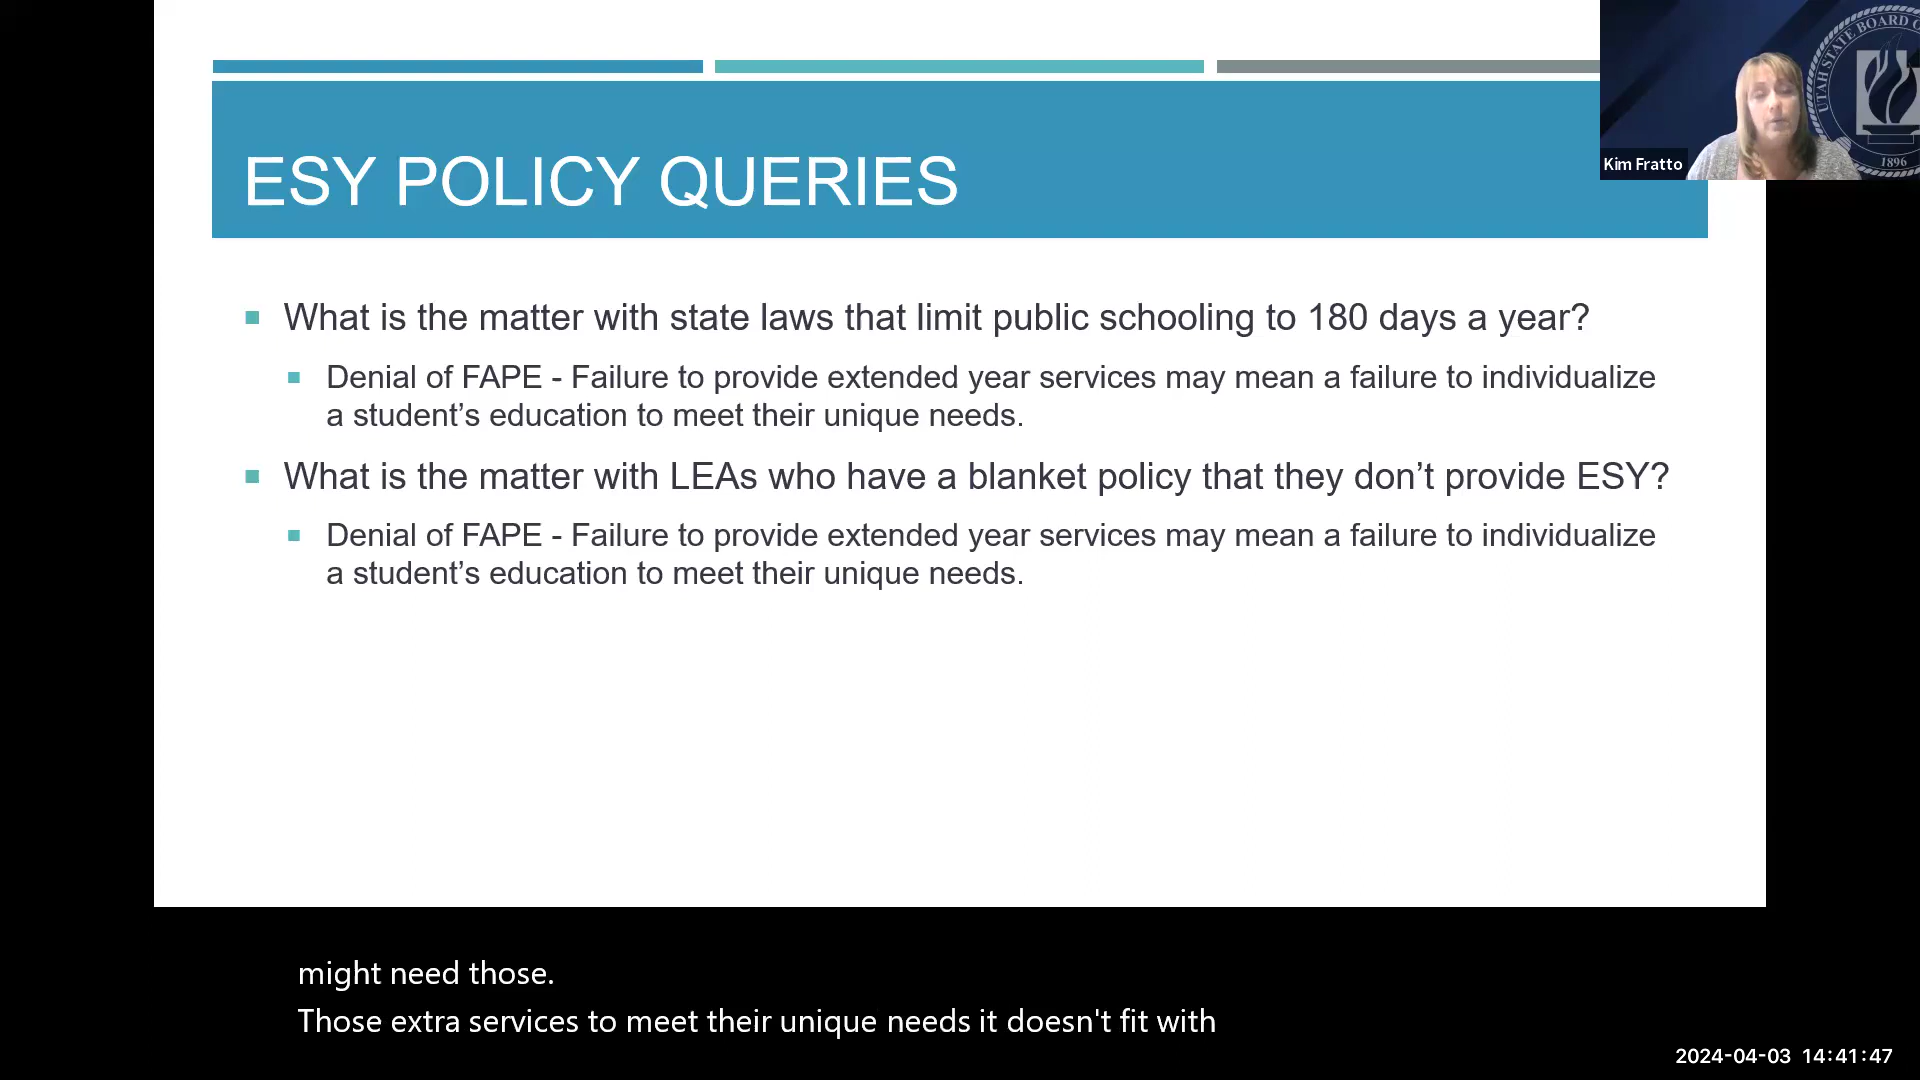 ESY POLICY QUERIES
What is the matter with state laws that limit public schooling to 180 days a year?
Denial of FAPE - Failure to provide extended year services may mean a failure to individualize
a student’s education to meet their unique needs.
What is the matter with LEAs who have a blanket policy that they don’t provide ESY?
Denial of FAPE - Failure to provide extended year services may mean a failure to individualize
a student’s education to meet their unique needs.
UTAH STATE BOARD
1896
Kim Fratto
might need those.
Those extra services to meet their unique needs it doesn't fit with
2024-04-03 14:41:47